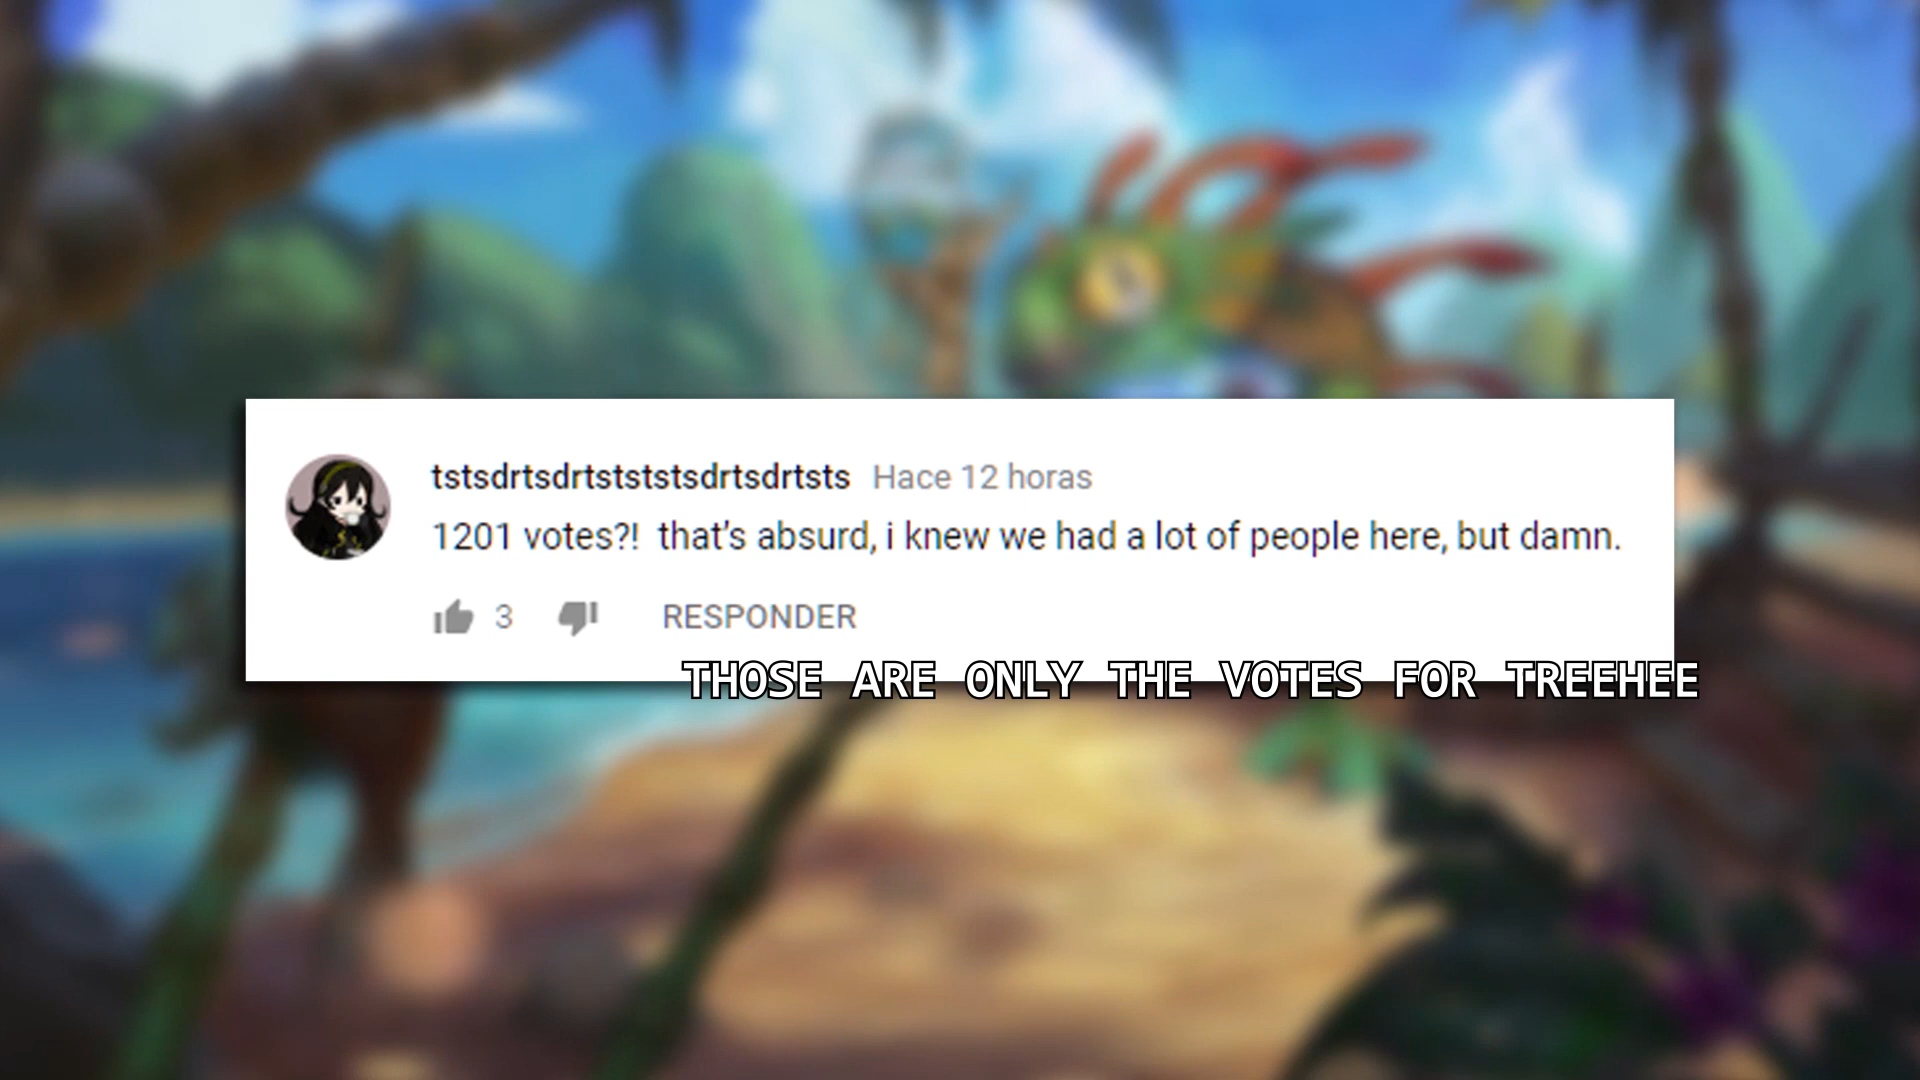 tstsdrtsdrtstststsdrtsdrtsts Hace 12 horas
1201 votes?! that's absurd, i knew we had a lot of people here, but damn.
3 RESPONDER
THOSE ARE ONLY THE VOTES FOR TREEHEE